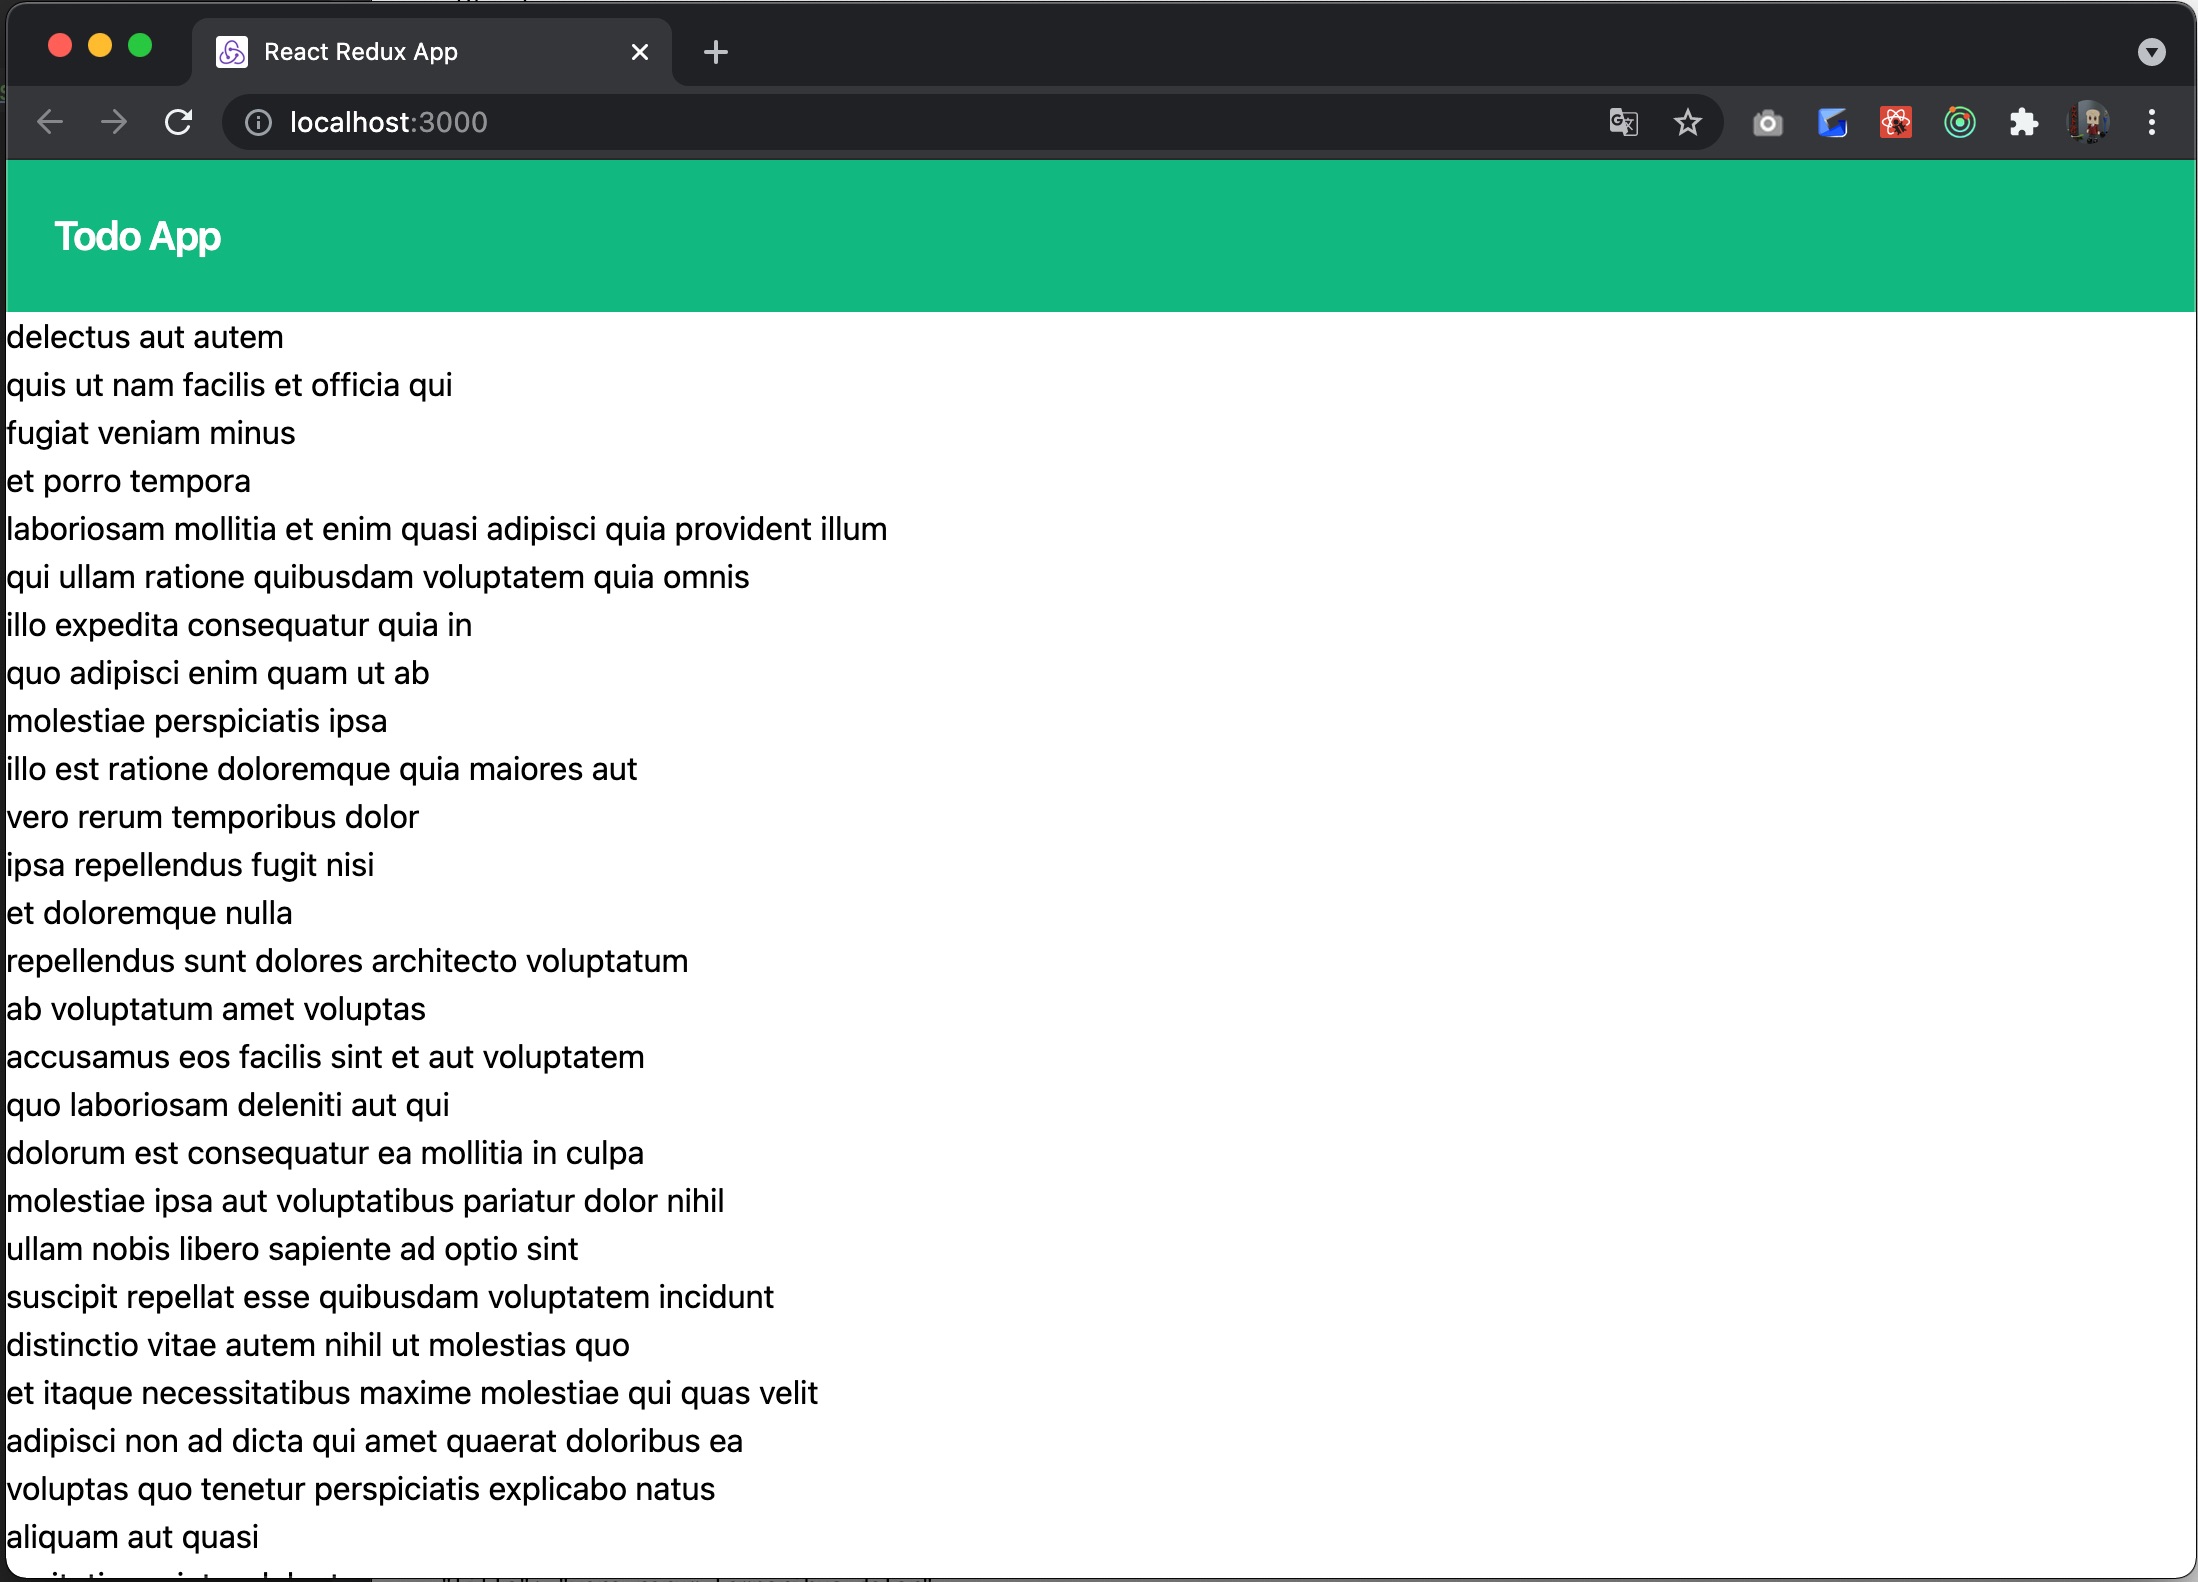 React Redux App
localhost:3000
Todo App
delectus aut autem
quis ut nam facilis et officia qui
fugiat veniam minus
et porro tempora
laboriosam mollitia et enim quasi adipisci quia provident illum
qui ullam ratione quibusdam voluptatem quia omnis
illo expedita consequatur quia in
quo adipisci enim quam ut ab
molestiae perspiciatis ipsa
illo est ratione doloremque quia maiores aut
vero rerum temporibus dolor
ipsa repellendus fugit nisi
et doloremque nulla
repellendus sunt dolores architecto voluptatum
ab voluptatum amet voluptas
accusamus eos facilis sint et aut voluptatem
quo laboriosam deleniti aut qui
dolorum est consequatur ea mollitia in culpa
molestiae ipsa aut voluptatibus pariatur dolor nihil
ullam nobis libero sapiente ad optio sint
suscipit repellat esse quibusdam voluptatem incidunt
distinctio vitae autem nihil ut molestias quo
et itaque necessitatibus maxime molestiae qui quas velit
adipisci non ad dicta qui amet quaerat doloribus ea
voluptas quo tenetur perspiciatis explicabo natus
aliquam aut quasi